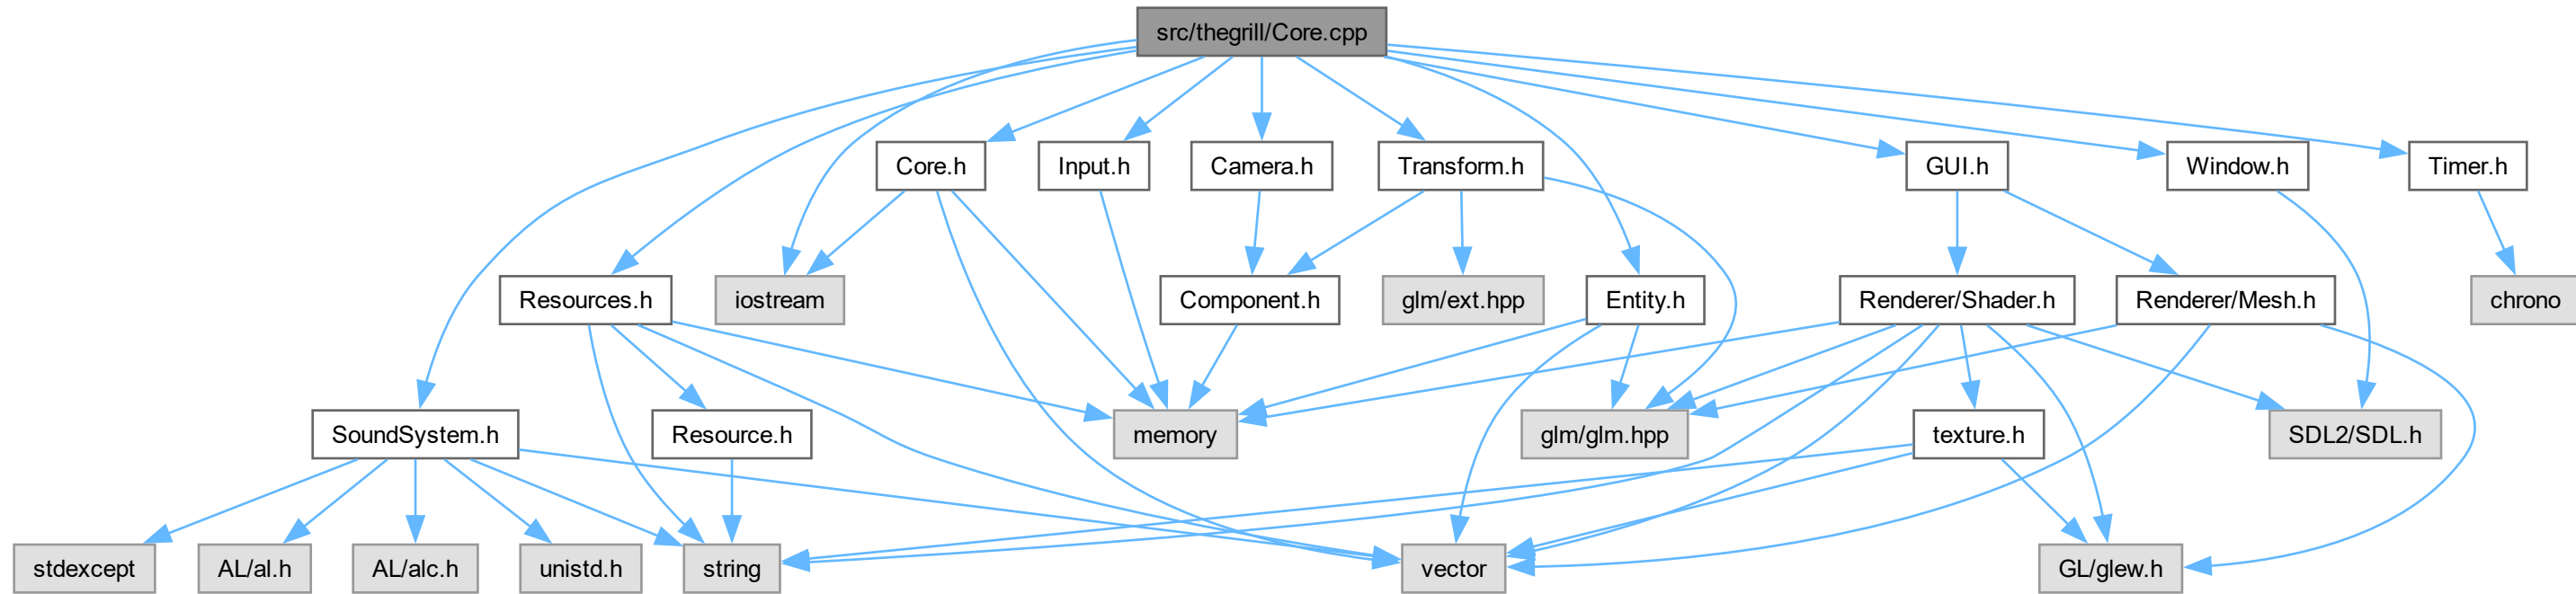 src/thegrill/Core.cpp
Core.h
Input.h
Camera.h
Transform.h
GUI.h
Window.h
Timer.h
Resources.h
iostream
Component.h
glm/ext.hpp
Entity.h
Renderer/Shader.h
Renderer/Mesh.h
chrono
SoundSystem.h
Resource.h
memory
glm/glm.hpp
texture.h
SDL2/SDL.h
stdexcept
AL/al.h
AL/alc.h
unistd.h
string
vector
GL/glew.h